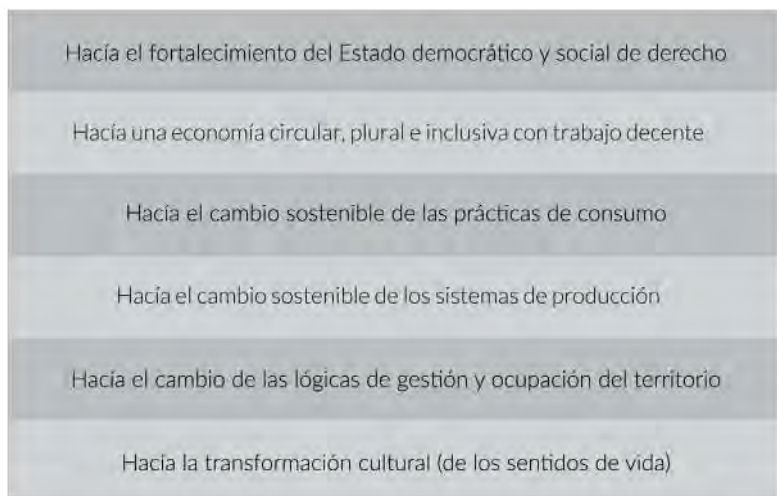 Hacía el fortalecimiento del Estado democrático y social de derecho
Hacía una economía circular, plural e inclusiva con trabajo decente
Hacía el cambio sostenible de las prácticas de consumo
Hacía el cambio sostenible de los sistemas de producción
Hacía el cambio de las lógicas de gestión y ocupación del territorio
Hacía la transformación cultural (de los sentidos de vida)